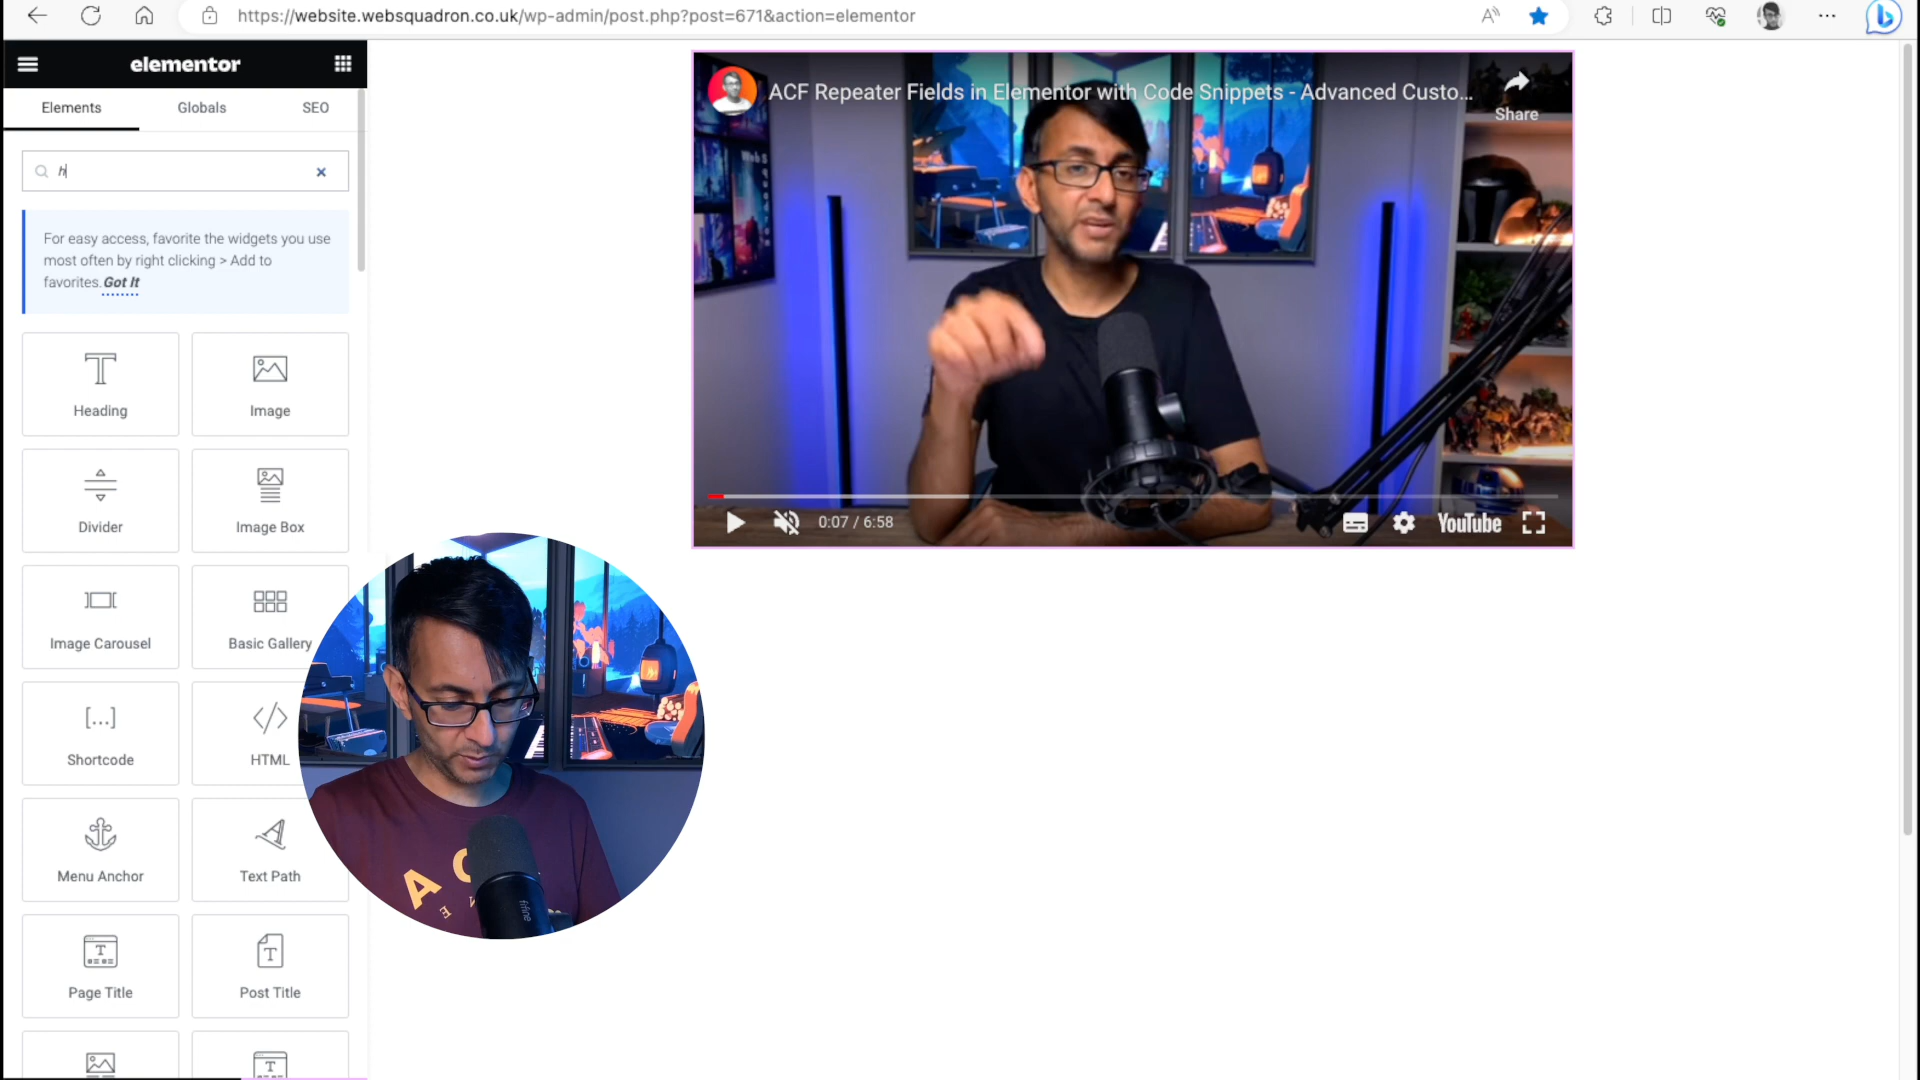 https://website.websquadron.co.uk/wp-admin/post.php?post=671&action=elementor
elementor
Elements
Globals
SEO
h
For easy access, favorite the widgets you use
most often by right clicking > Add to
favorites. Got It
Heading
Image
Divider
Image Box
Image Carousel
Basic Gallery
Shortcode
HTML
Menu Anchor
Text Path
Page Title
Post Title
ACF Repeater Fields in Elementor with Code Snippets - Advanced Custo...
Share
Web Squadron
0:07 / 6:58
YouTube
fifine